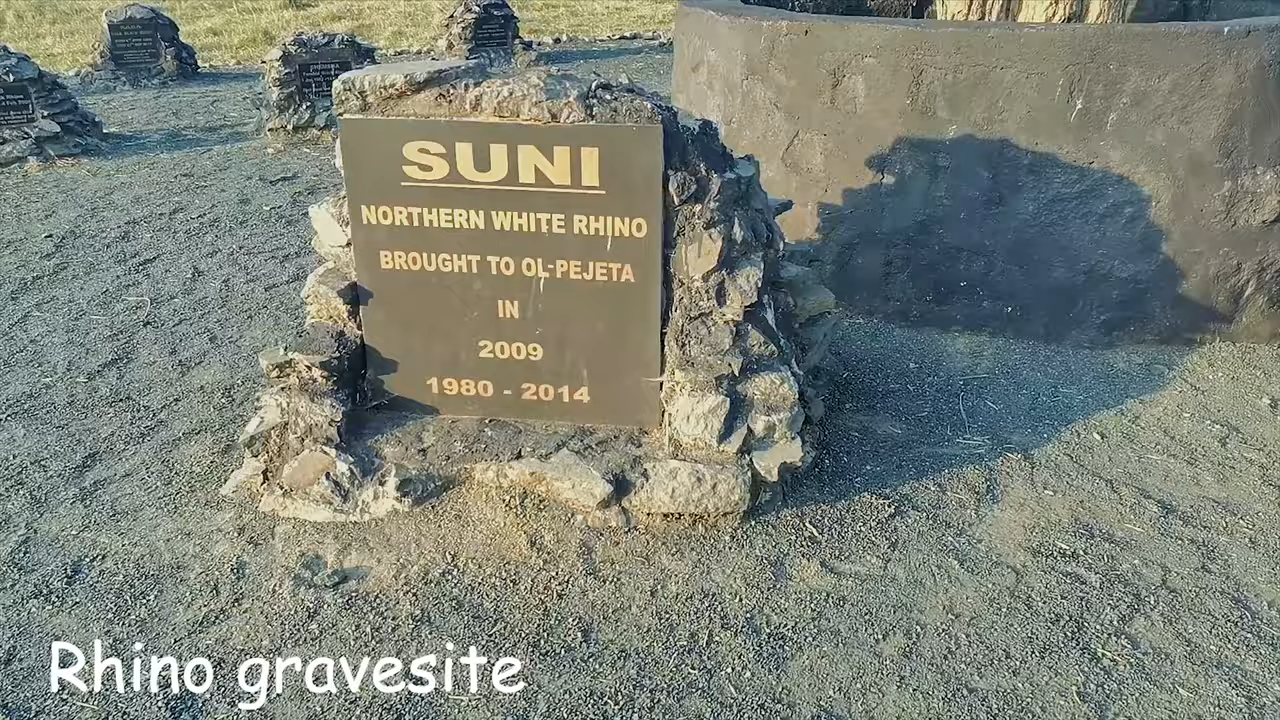 SUNI
NORTHERN WHITE RHINO
BROUGHT TO OL-PEJETA
IN
2009
1980 - 2014
Rhino gravesite